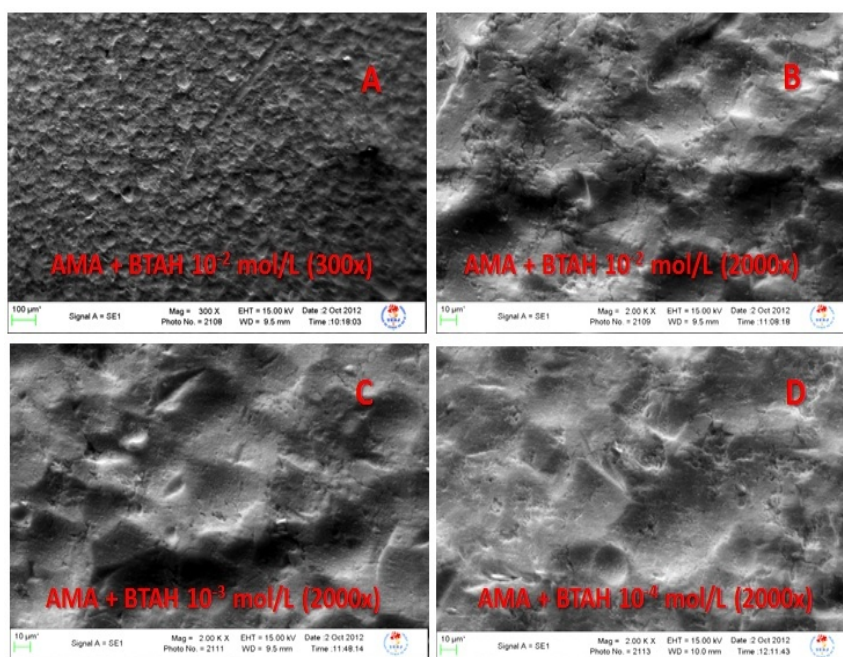 A
AMA + BTAH 10⁻² mol/L (300x)
100 µm*
Signal A = SE1
Mag = 300 X
Photo No. = 2108
EHT = 15.00 kV
WD = 9.5 mm
Date :2 Oct 2012
Time :10:18:03
B
AMA + BTAH 10⁻² mol/L (2000x)
10 µm*
Signal A = SE1
Mag = 2.00 K X
Photo No. = 2109
EHT = 15.00 kV
WD = 9.5 mm
Date :2 Oct 2012
Time :11:08:18
C
AMA + BTAH 10⁻³ mol/L (2000x)
10 µm*
Signal A = SE1
Mag = 2.00 K X
Photo No. = 2111
EHT = 15.00 kV
WD = 9.5 mm
Date :2 Oct 2012
Time :11:48:14
D
AMA + BTAH 10⁻⁴ mol/L (2000x)
10 µm*
Signal A = SE1
Mag = 2.00 K X
Photo No. = 2113
EHT = 15.00 kV
WD = 10.0 mm
Date :2 Oct 2012
Time :12:11:43